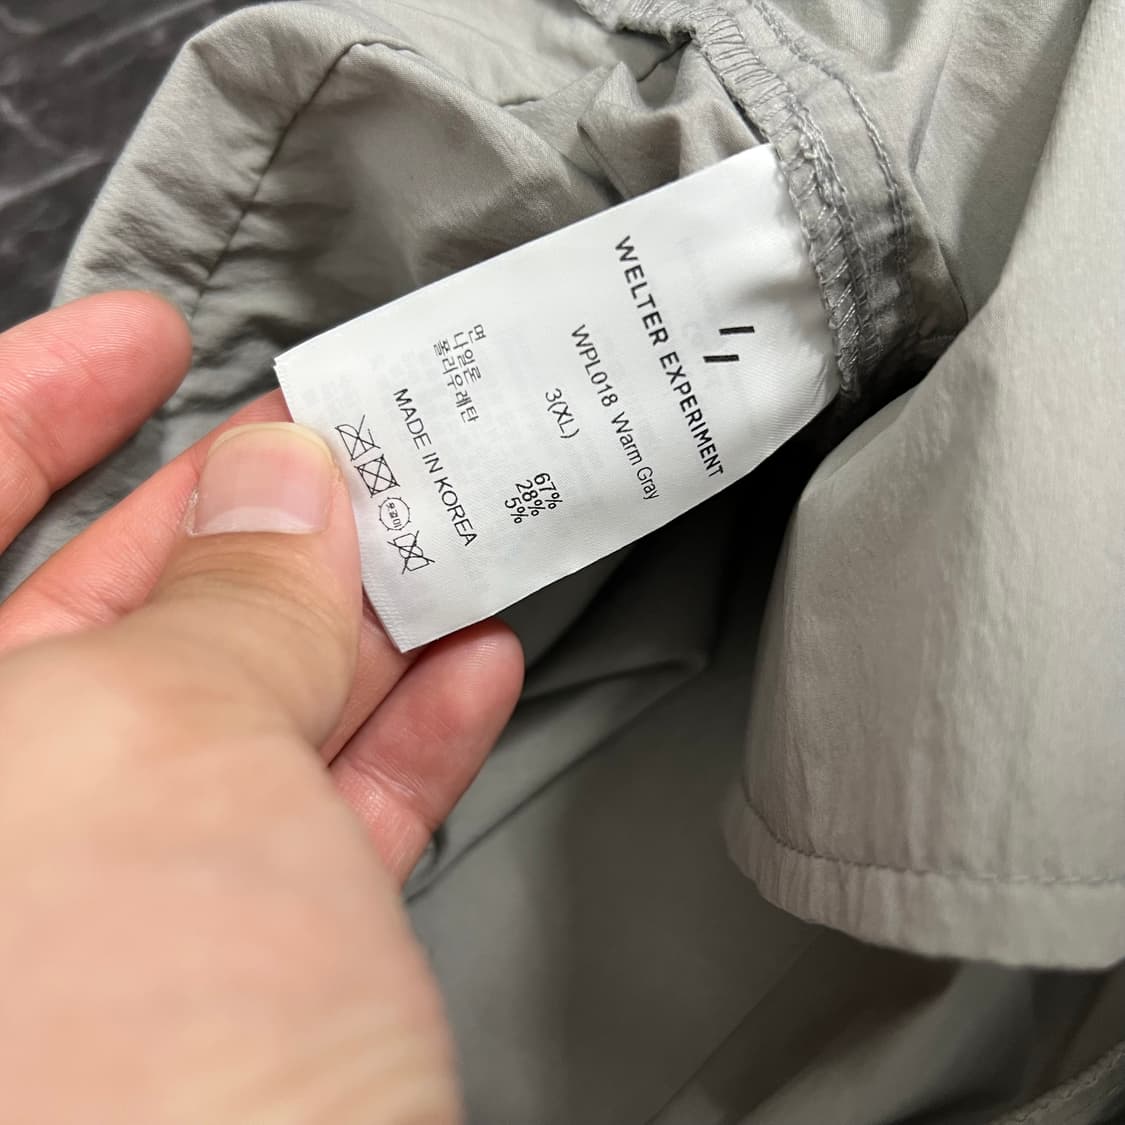 WELTER EXPERIMENT
WPL018 Warm Gray
3(XL)
면 67%
나일론 28%
폴리우레탄 5%
MADE IN KOREA